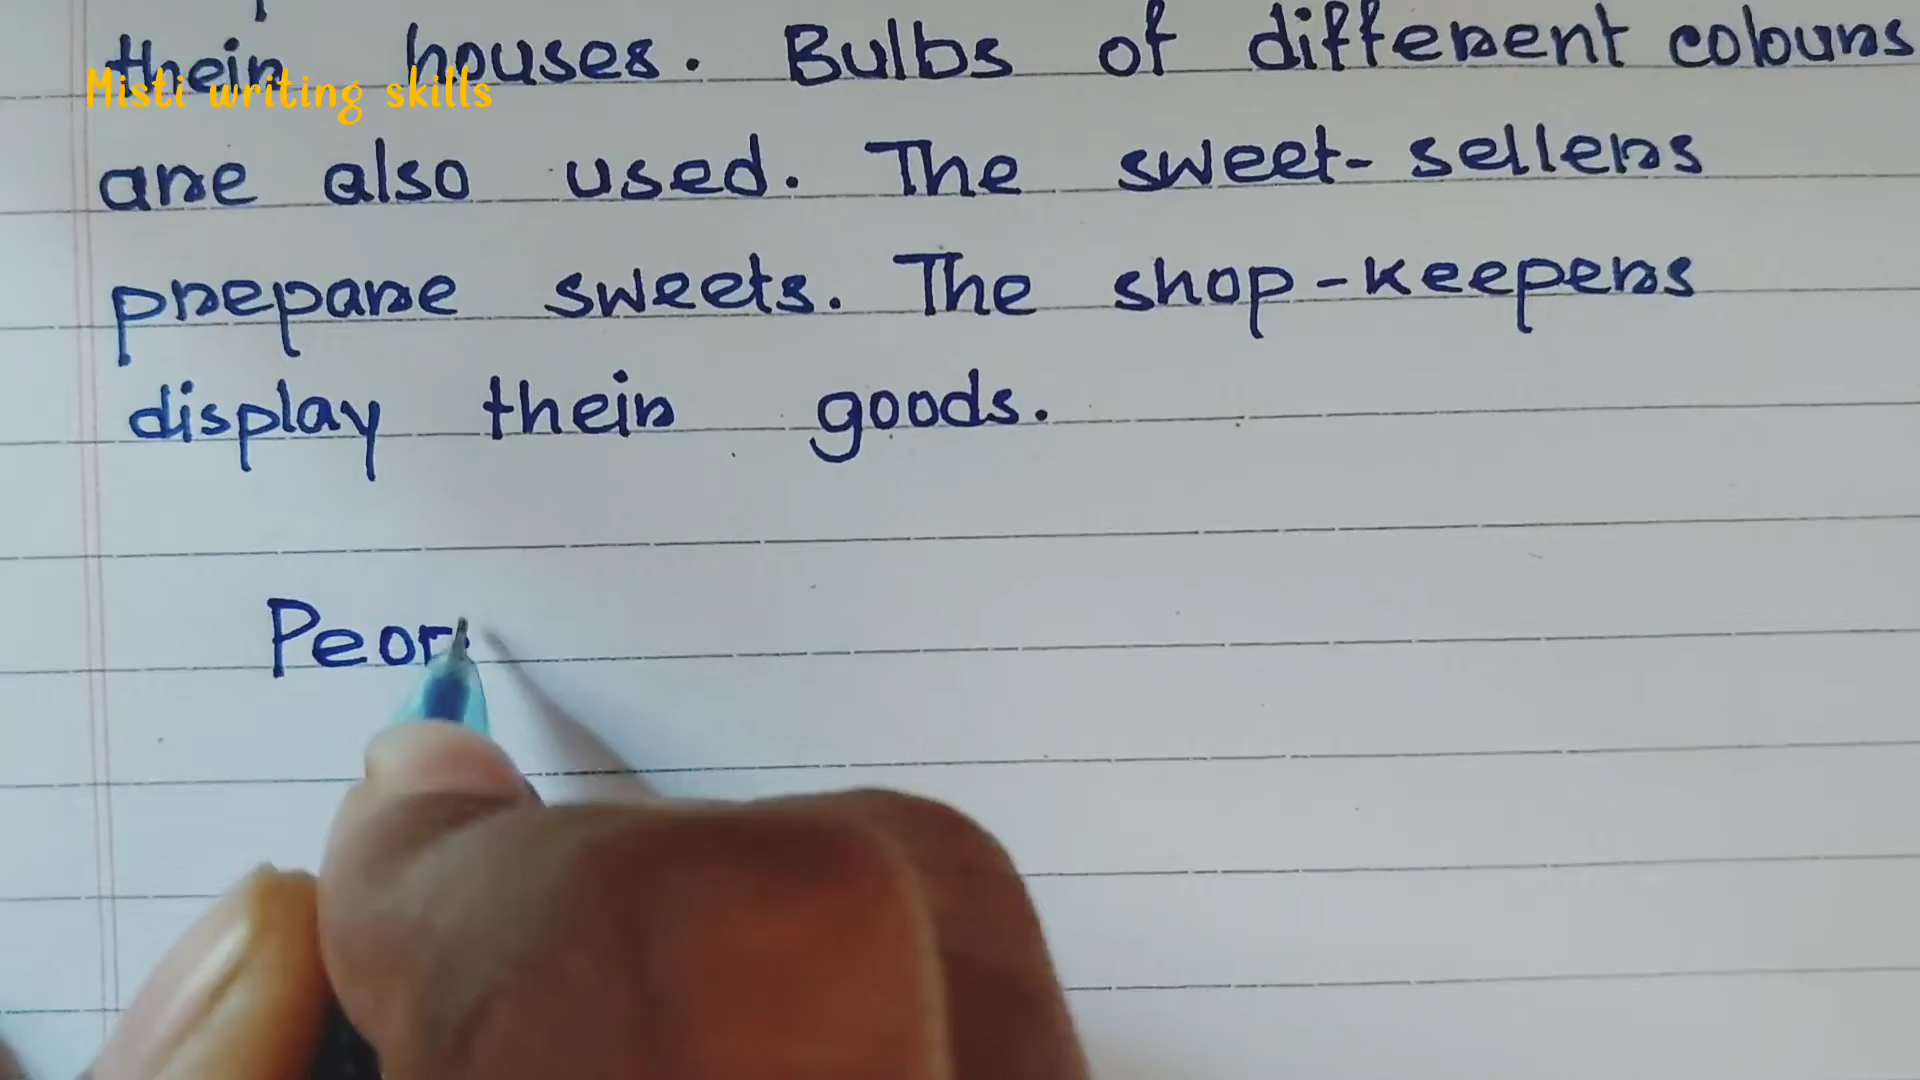 their houses. Bulbs of different colours
Misti writing skills
are also used. The sweet-sellers
prepare sweets. The shop-keepers
display their goods.